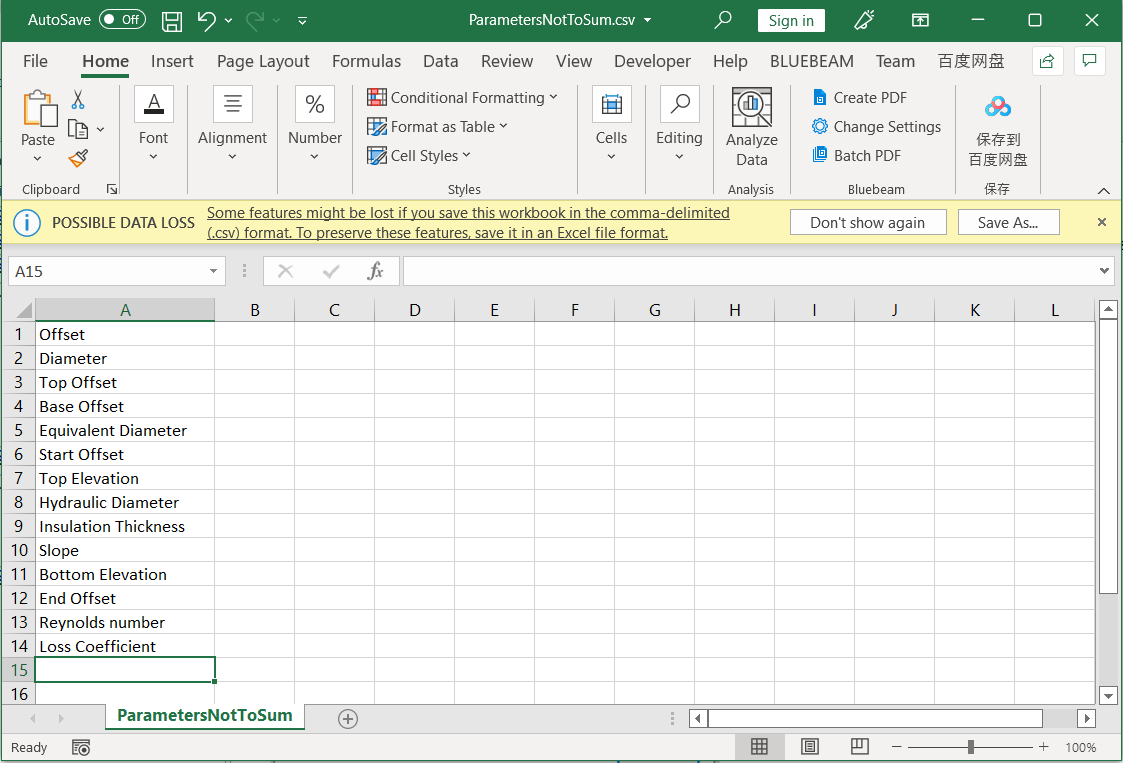 AutoSave Off ParametersNotToSum.csv Sign in
File Home Insert Page Layout Formulas Data Review View Developer Help BLUEBEAM Team 百度网盘
Paste
Clipboard
Font
Alignment
%
Number
Conditional Formatting
Format as Table
Cell Styles
Styles
Cells
Editing
Analyze
Data
Analysis
Create PDF
Change Settings
Batch PDF
Bluebeam
保存到
百度网盘
保存
POSSIBLE DATA LOSS
Some features might be lost if you save this workbook in the comma-delimited
(.csv) format. To preserve these features, save it in an Excel file format.
Don't show again
Save As...
A15 fx
A B C D E F G H I J K L
1 Offset
2 Diameter
3 Top Offset
4 Base Offset
5 Equivalent Diameter
6 Start Offset
7 Top Elevation
8 Hydraulic Diameter
9 Insulation Thickness
10 Slope
11 Bottom Elevation
12 End Offset
13 Reynolds number
14 Loss Coefficient
15
16
ParametersNotToSum
Ready 100%